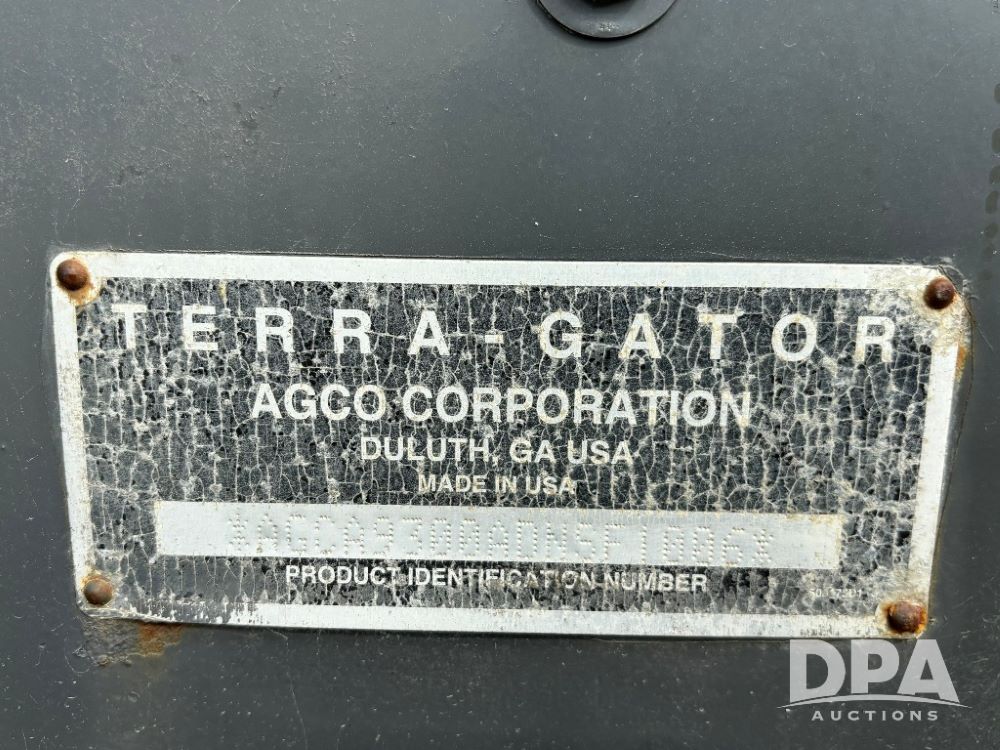 TERRA-GATOR
AGCO CORPORATION
DULUTH, GA USA
MADE IN USA
PRODUCT IDENTIFICATION NUMBER
DPA
AUCTIONS